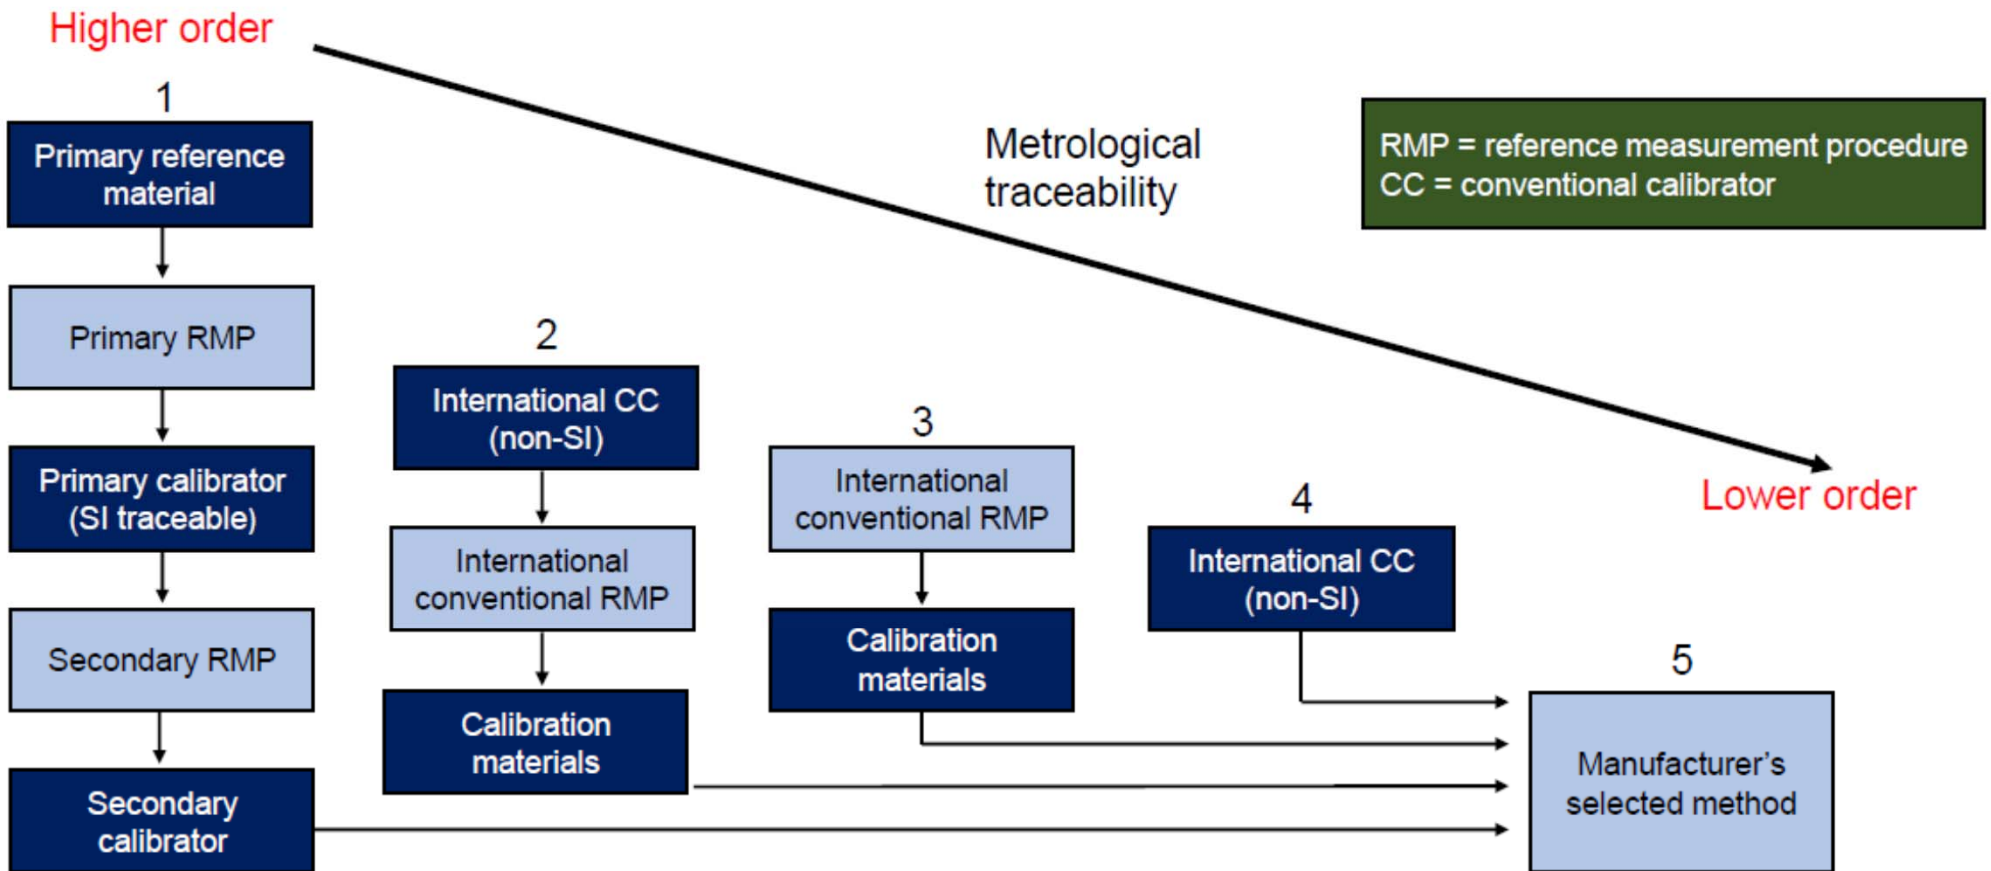 Higher order
1
Primary reference
material
Primary RMP
Primary calibrator
(SI traceable)
Secondary RMP
Secondary
calibrator
2
International CC
(non-SI)
International
conventional RMP
Calibration
materials
3
International
conventional RMP
Calibration
materials
4
International CC
(non-SI)
5
Manufacturer’s
selected method
Metrological
traceability
RMP = reference measurement procedure
CC = conventional calibrator
Lower order